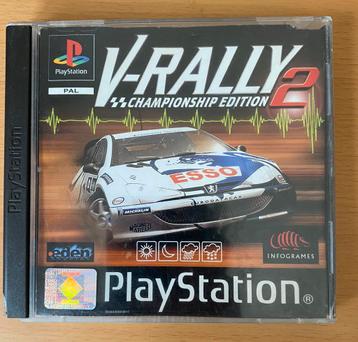 PlayStation
PAL
V-RALLY 2
CHAMPIONSHIP EDITION
PlayStation
ESSO
MICHELIN
eden
INFOGRAMES
PlayStation®